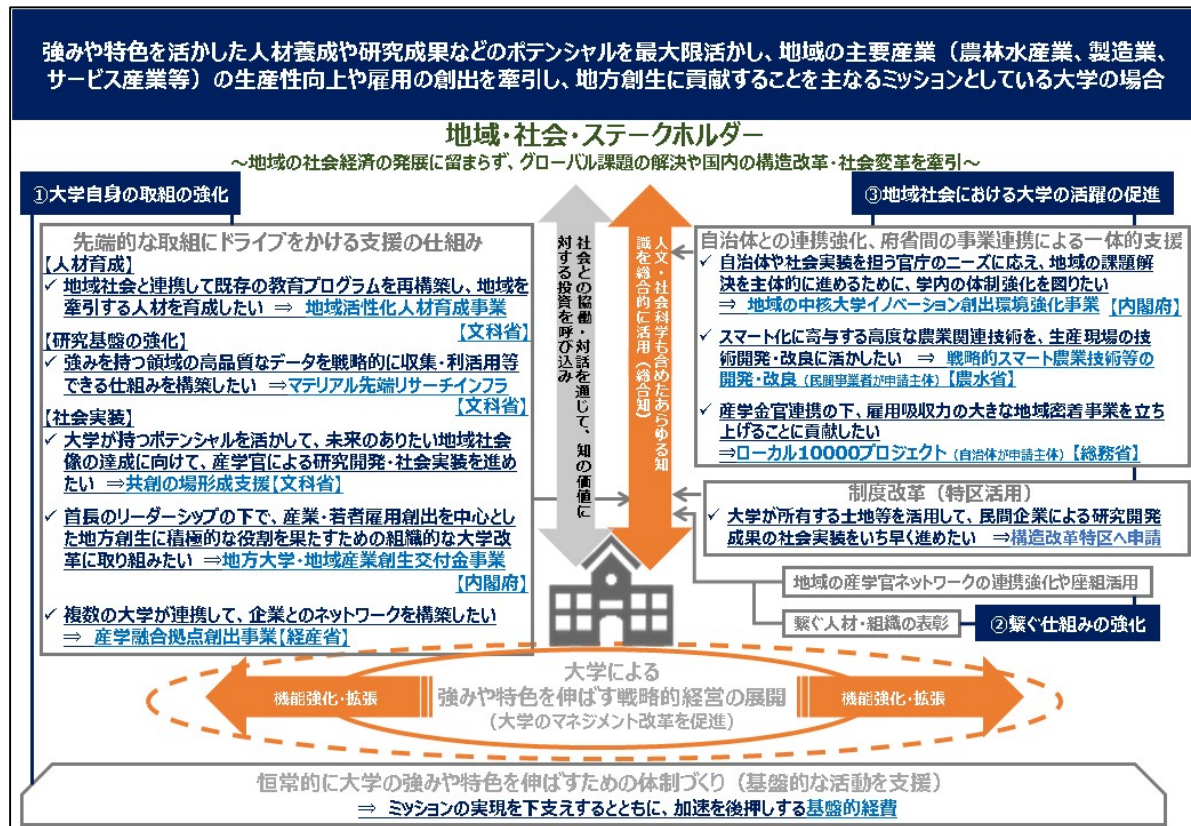 強みや特色を活かした人材養成や研究成果などのポテンシャルを最大限活かし、地域の主要産業（農林水産業、製造業、
サービス産業等）の生産性向上や雇用の創出を牽引し、地方創生に貢献することを主なるミッションとしている大学の場合
地域・社会・ステークホルダー
～地域の社会経済の発展に留まらず、グローバル課題の解決や国内の構造改革・社会変革を牽引～
①大学自身の取組の強化
先端的な取組にドライブをかける支援の仕組み
【人材育成】
✓ 地域社会と連携して既存の教育プログラムを再構築し、地域を
牽引する人材を育成したい ⇒ 地域活性化人材育成事業
【文科省】
【研究基盤の強化】
✓ 強みを持つ領域の高品質なデータを戦略的に収集・利活用等
できる仕組みを構築したい ⇒マテリアル先端リサーチインフラ
【文科省】
【社会実装】
✓ 大学が持つポテンシャルを活かして、未来のありたい地域社会
像の達成に向けて、産学官による研究開発・社会実装を進め
たい ⇒共創の場形成支援【文科省】
✓ 首長のリーダーシップの下で、産業・若者雇用創出を中心とし
た地方創生に積極的な役割を果たすための組織的な大学改
革に取り組みたい ⇒地方大学・地域産業創生交付金事業
【内閣府】
✓ 複数の大学が連携して、企業とのネットワークを構築したい
⇒ 産学融合拠点創出事業【経産省】
社会との協働・対話を通じて、知の価値に
対する投資を呼び込み
人文・社会科学も含めたあらゆる知
識を総合的に活用（総合知）
③地域社会における大学の活躍の促進
自治体との連携強化、府省間の事業連携による一体的支援
✓ 自治体や社会実装を担う官庁のニーズに応え、地域の課題解
決を主体的に進めるために、学内の体制強化を図りたい
⇒ 地域の中核大学イノベーション創出環境強化事業【内閣府】
✓ スマート化に寄与する高度な農業関連技術を、生産現場の技
術開発・改良に活かしたい ⇒ 戦略的スマート農業技術等の
開発・改良（民間事業者が申請主体）【農水省】
✓ 産学金官連携の下、雇用吸収力の大きな地域密着事業を立ち
上げることに貢献したい
⇒ローカル10000プロジェクト（自治体が申請主体）【総務省】
制度改革（特区活用）
✓ 大学が所有する土地等を活用して、民間企業による研究開発
成果の社会実装をいち早く進めたい ⇒構造改革特区へ申請
地域の産学官ネットワークの連携強化や座組活用
繋ぐ人材・組織の表彰
②繋ぐ仕組みの強化
大学による
強みや特色を伸ばす戦略的経営の展開
（大学のマネジメント改革を促進）
機能強化・拡張
機能強化・拡張
恒常的に大学の強みや特色を伸ばすための体制づくり（基盤的な活動を支援）
⇒ ミッションの実現を下支えするとともに、加速を後押しする基盤的経費